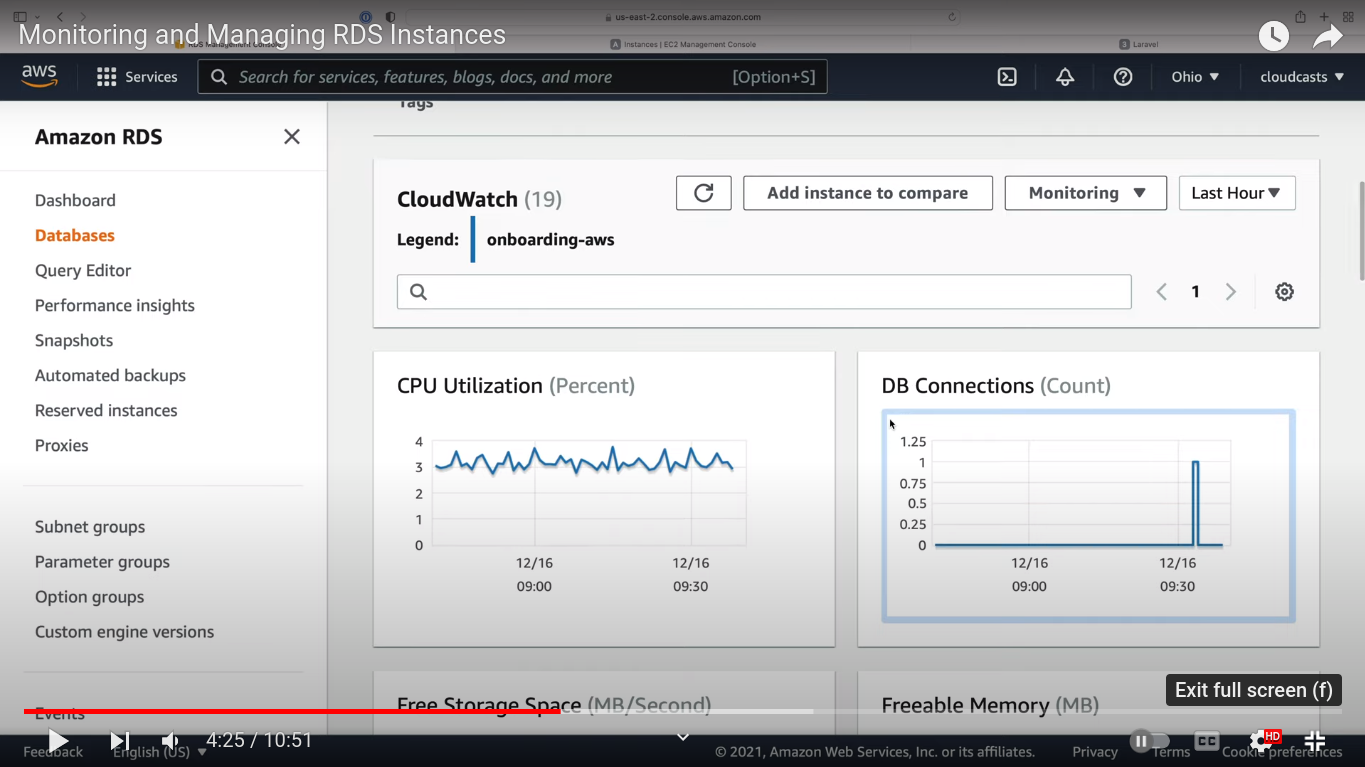 us-east-2.console.aws.amazon.com
Monitoring and Managing RDS Instances
RDS Management Console
Instances | EC2 Management Console
Laravel
aws
Services
Search for services, features, blogs, docs, and more
[Option+S]
Ohio ▼
cloudcasts ▼
Tags
Amazon RDS
Dashboard
Databases
Query Editor
Performance insights
Snapshots
Automated backups
Reserved instances
Proxies
Subnet groups
Parameter groups
Option groups
Custom engine versions
Events
CloudWatch (19)
Add instance to compare
Monitoring ▼
Last Hour▼
Legend:
onboarding-aws
1
CPU Utilization (Percent)
4
3
2
1
0
12/16
09:00
12/16
09:30
DB Connections (Count)
1.25
1
0.75
0.5
0.25
0
12/16
09:00
12/16
09:30
Free Storage Space (MB/Second)
Freeable Memory (MB)
Exit full screen (f)
4:25 / 10:51
CC
HD
Feedback
English (US) ▼
© 2021, Amazon Web Services, Inc. or its affiliates.
Privacy
Terms
Cookie preferences